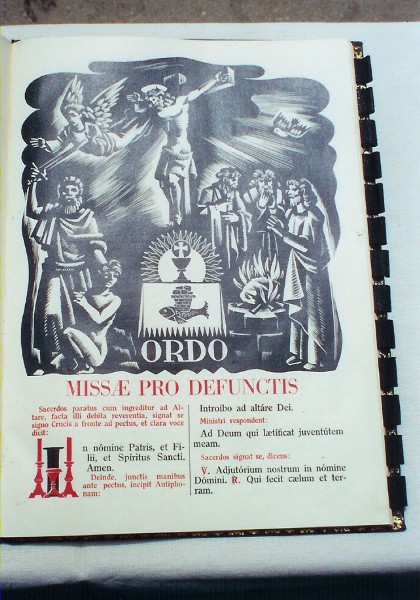 ORDO
MISSÆ PRO DEFUNCTIS
Sacerdos paratus cum ingreditur ad Al-
tare, facta illi debita reverentia, signat se
signo Crucis a fronte ad pectus, et clara voce
dicit:
In nómine Patris, et Fí-
lii, et Spíritus Sancti.
Amen.
Deinde, junctis manibus
ante pectus, incipit Antipho-
nam:
Introíbo ad altáre Dei.
Ministri respondent:
Ad Deum qui lætíficat juventútem
meam.
Sacerdos signat se, dicens:
℣. Adjutórium nostrum in nómine
Dómini. ℟. Qui fecit cælum et ter-
ram.